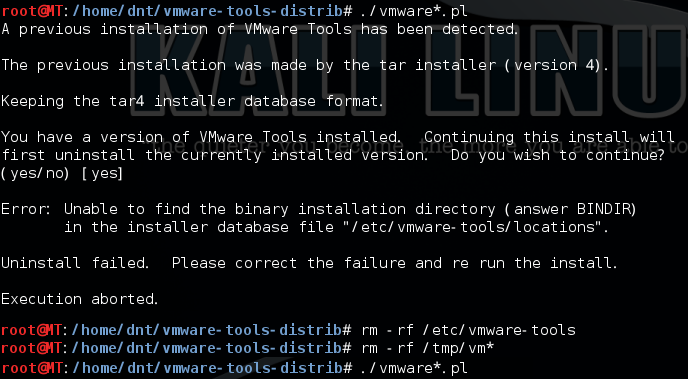 root@MT:/home/dnt/vmware-tools-distrib# ./vmware*.pl
A previous installation of VMware Tools has been detected.
The previous installation was made by the tar installer (version 4).
Keeping the tar4 installer database format.
You have a version of VMware Tools installed.  Continuing this install will
first uninstall the currently installed version.  Do you wish to continue?
(yes/no) [yes]
Error:  Unable to find the binary installation directory (answer BINDIR)
        in the installer database file "/etc/vmware-tools/locations".
Uninstall failed.  Please correct the failure and re run the install.
Execution aborted.
root@MT:/home/dnt/vmware-tools-distrib# rm -rf /etc/vmware-tools
root@MT:/home/dnt/vmware-tools-distrib# rm -rf /tmp/vm*
root@MT:/home/dnt/vmware-tools-distrib# ./vmware*.pl
KALI LINU
the quieter you become, the more you are able to